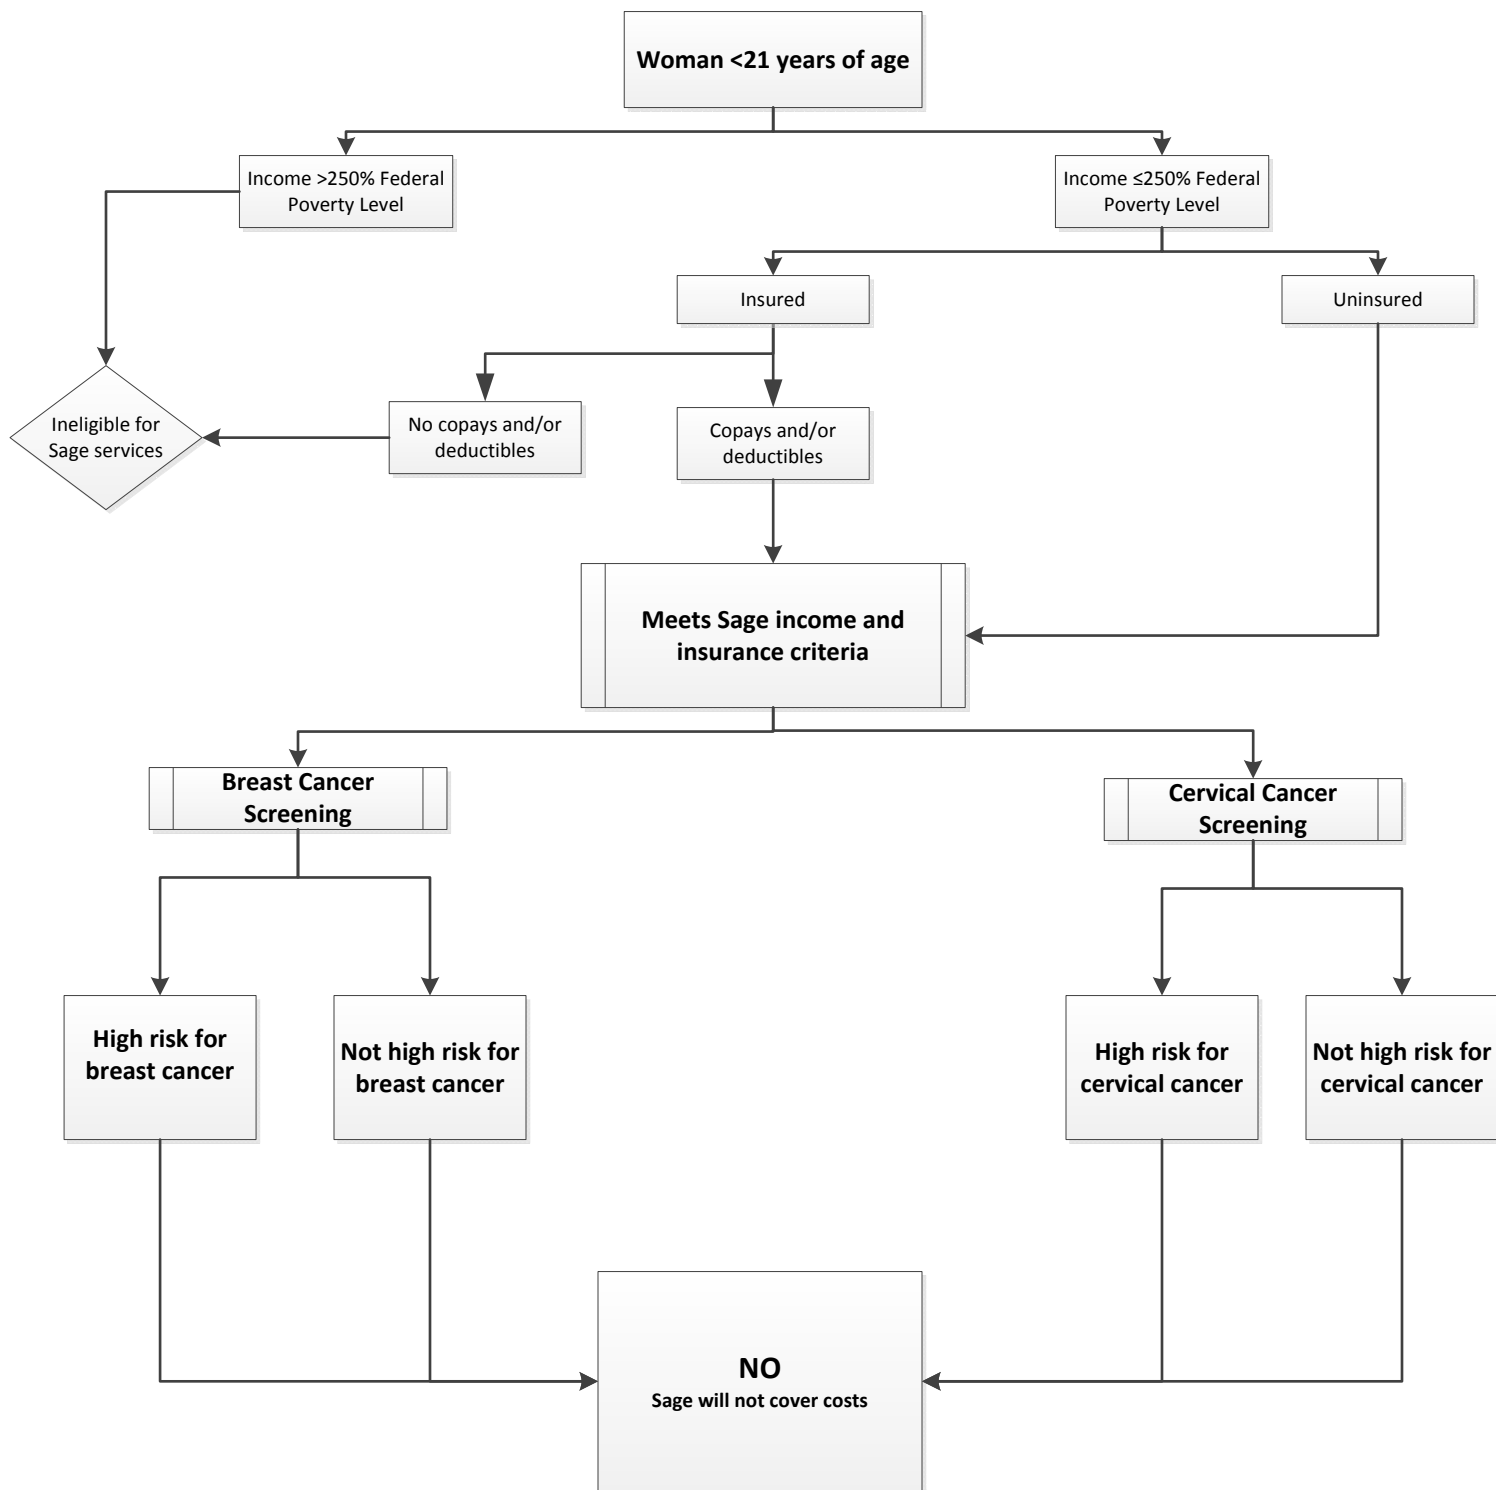 Woman <21 years of age
Income >250% Federal
Poverty Level
Income ≤250% Federal
Poverty Level
Insured
Uninsured
Ineligible for
Sage services
No copays and/or
deductibles
Copays and/or
deductibles
Meets Sage income and
insurance criteria
Breast Cancer
Screening
Cervical Cancer
Screening
High risk for
breast cancer
Not high risk for
breast cancer
High risk for
cervical cancer
Not high risk for
cervical cancer
NO
Sage will not cover costs